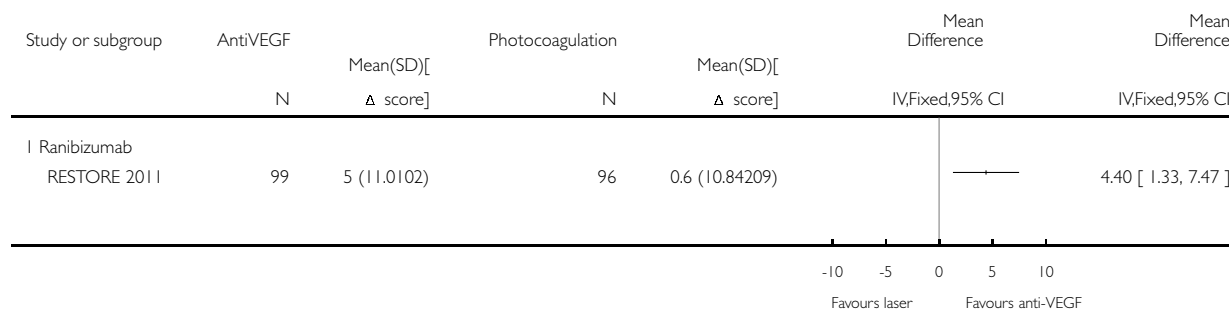 Mean Mean
Study or subgroup AntiVEGF Photocoagulation Difference Difference
Mean(SD)[ Mean(SD)[
N Δ score] N Δ score] IV,Fixed,95% CI IV,Fixed,95% CI
1 Ranibizumab
RESTORE 2011 99 5 (11.0102) 96 0.6 (10.84209) 4.40 [ 1.33, 7.47 ]
-10 -5 0 5 10
Favours laser Favours anti-VEGF